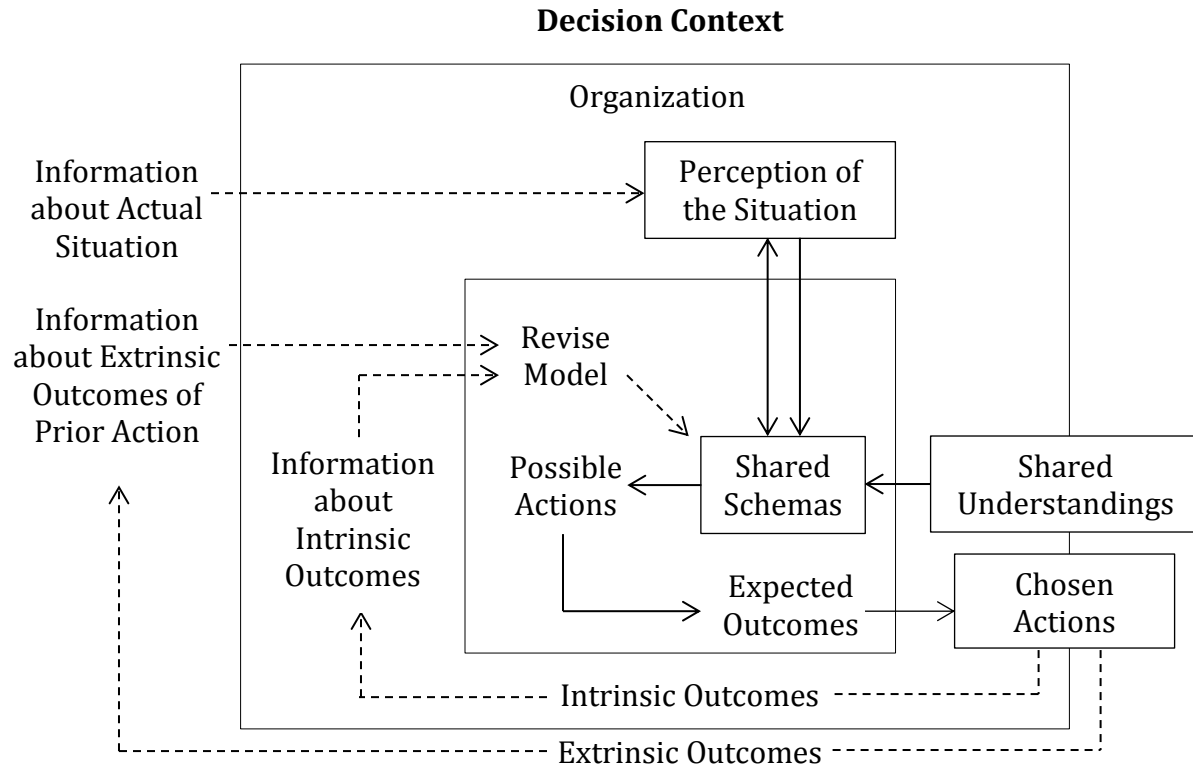 Decision Context
Organization
Information
about Actual
Situation
Perception of
the Situation
Information
about Extrinsic
Outcomes of
Prior Action
Revise
Model
Information
about
Intrinsic
Outcomes
Possible
Actions
Shared
Schemas
Shared
Understandings
Expected
Outcomes
Chosen
Actions
Intrinsic Outcomes
Extrinsic Outcomes